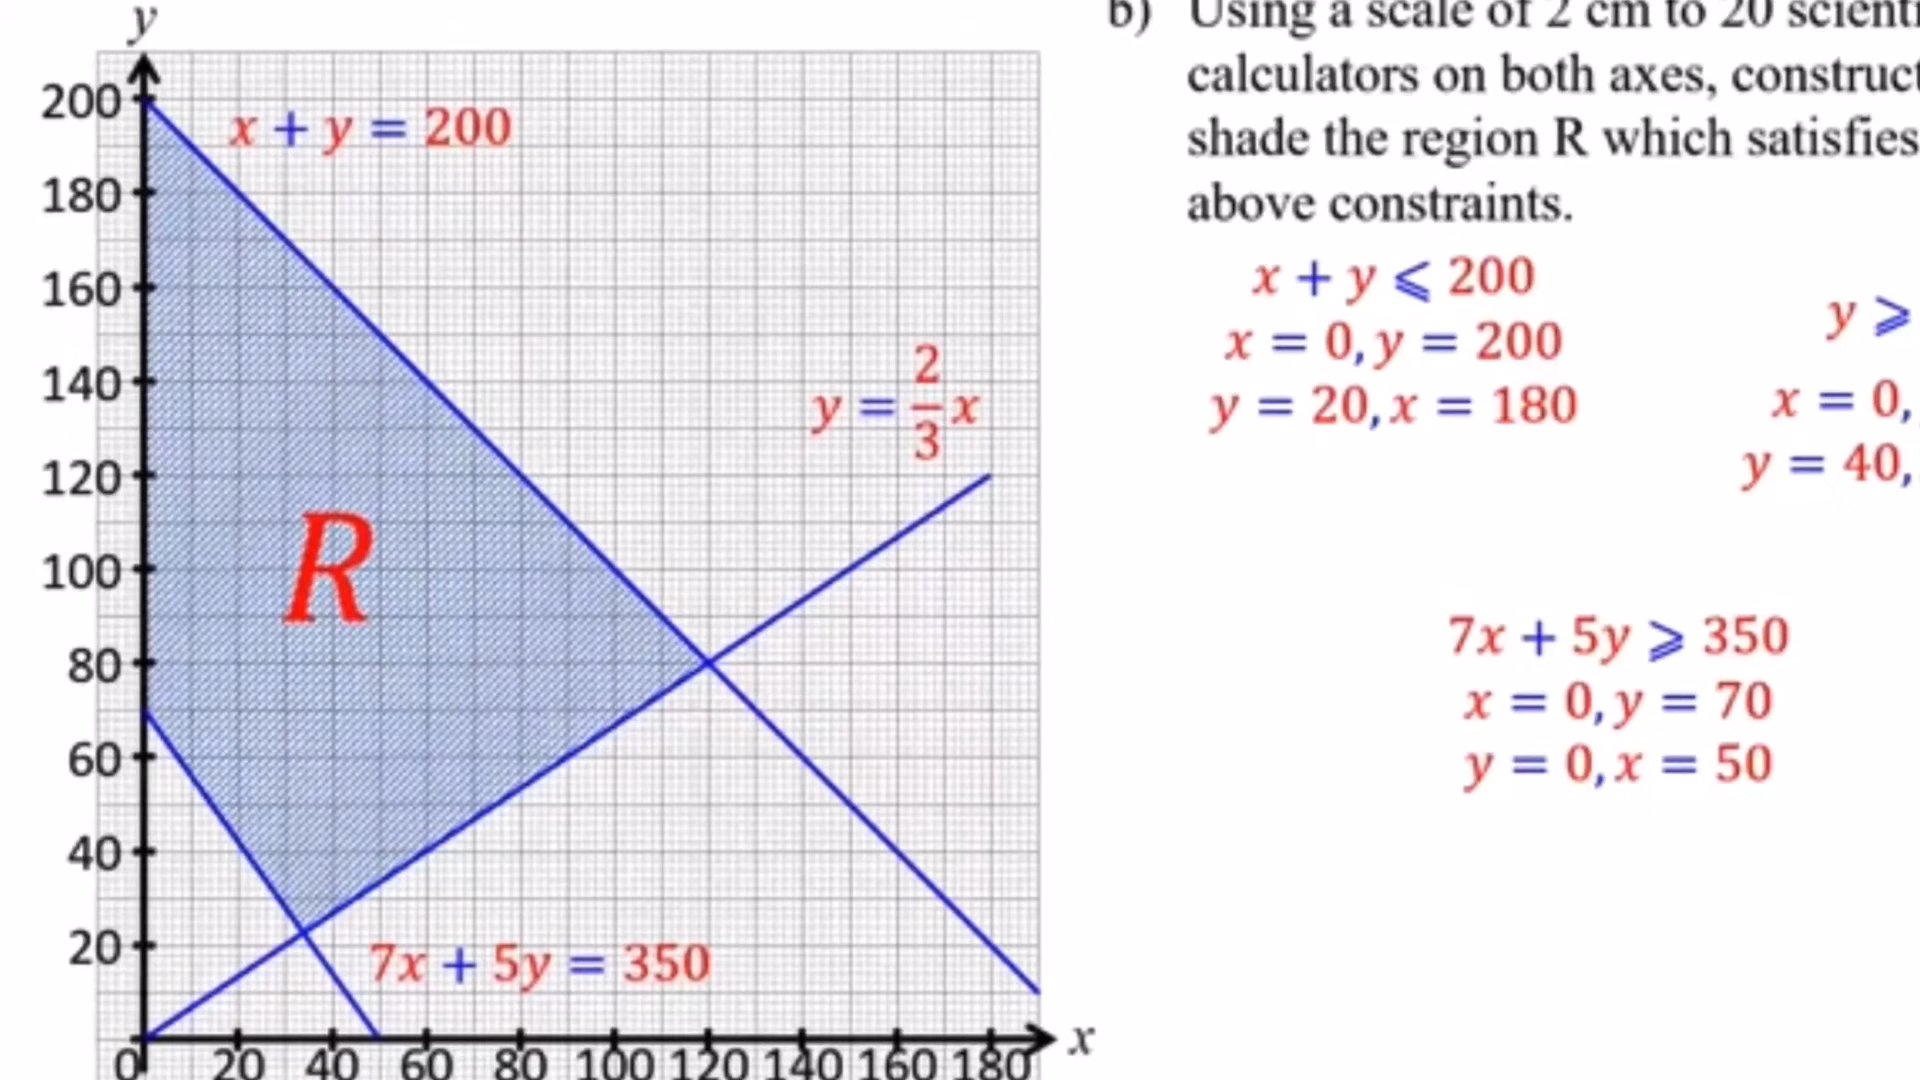 y
200
180
160
140
120
100
80
60
40
20
0 20 40 60 80 100 120 140 160 180
x
x + y = 200
y = 2/3 x
R
7x + 5y = 350
b) Using a scale of 2 cm to 20
calculators on both axes, construct
shade the region R which satisfies
above constraints.
x + y ⩽ 200
x = 0, y = 200
y = 20, x = 180
y ⩾
x = 0,
y = 40,
7x + 5y ⩾ 350
x = 0, y = 70
y = 0, x = 50